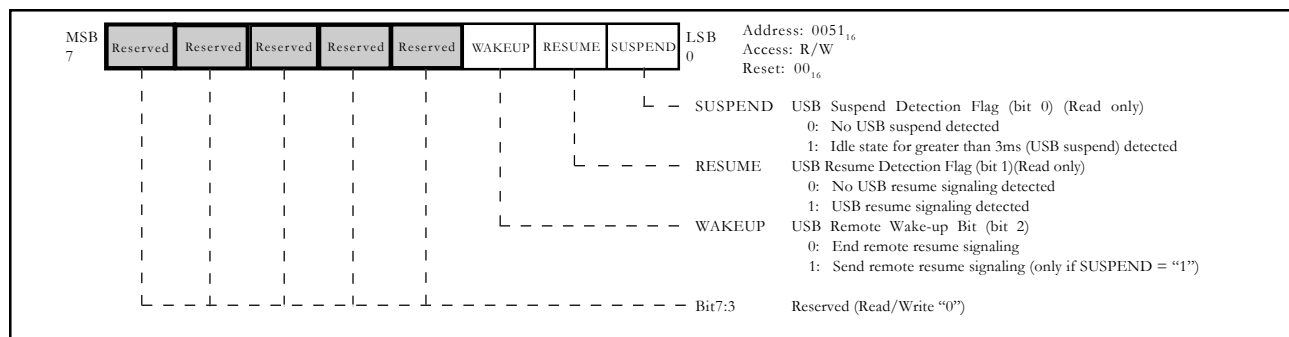 MSB
7
Reserved Reserved Reserved Reserved Reserved WAKEUP RESUME SUSPEND
LSB
0
Address: 0051₁₆
Access: R/W
Reset: 00₁₆
SUSPEND USB Suspend Detection Flag (bit 0) (Read only)
0: No USB suspend detected
1: Idle state for greater than 3ms (USB suspend) detected
RESUME USB Resume Detection Flag (bit 1)(Read only)
0: No USB resume signaling detected
1: USB resume signaling detected
WAKEUP USB Remote Wake-up Bit (bit 2)
0: End remote resume signaling
1: Send remote resume signaling (only if SUSPEND = “1”)
Bit7:3 Reserved (Read/Write “0”)